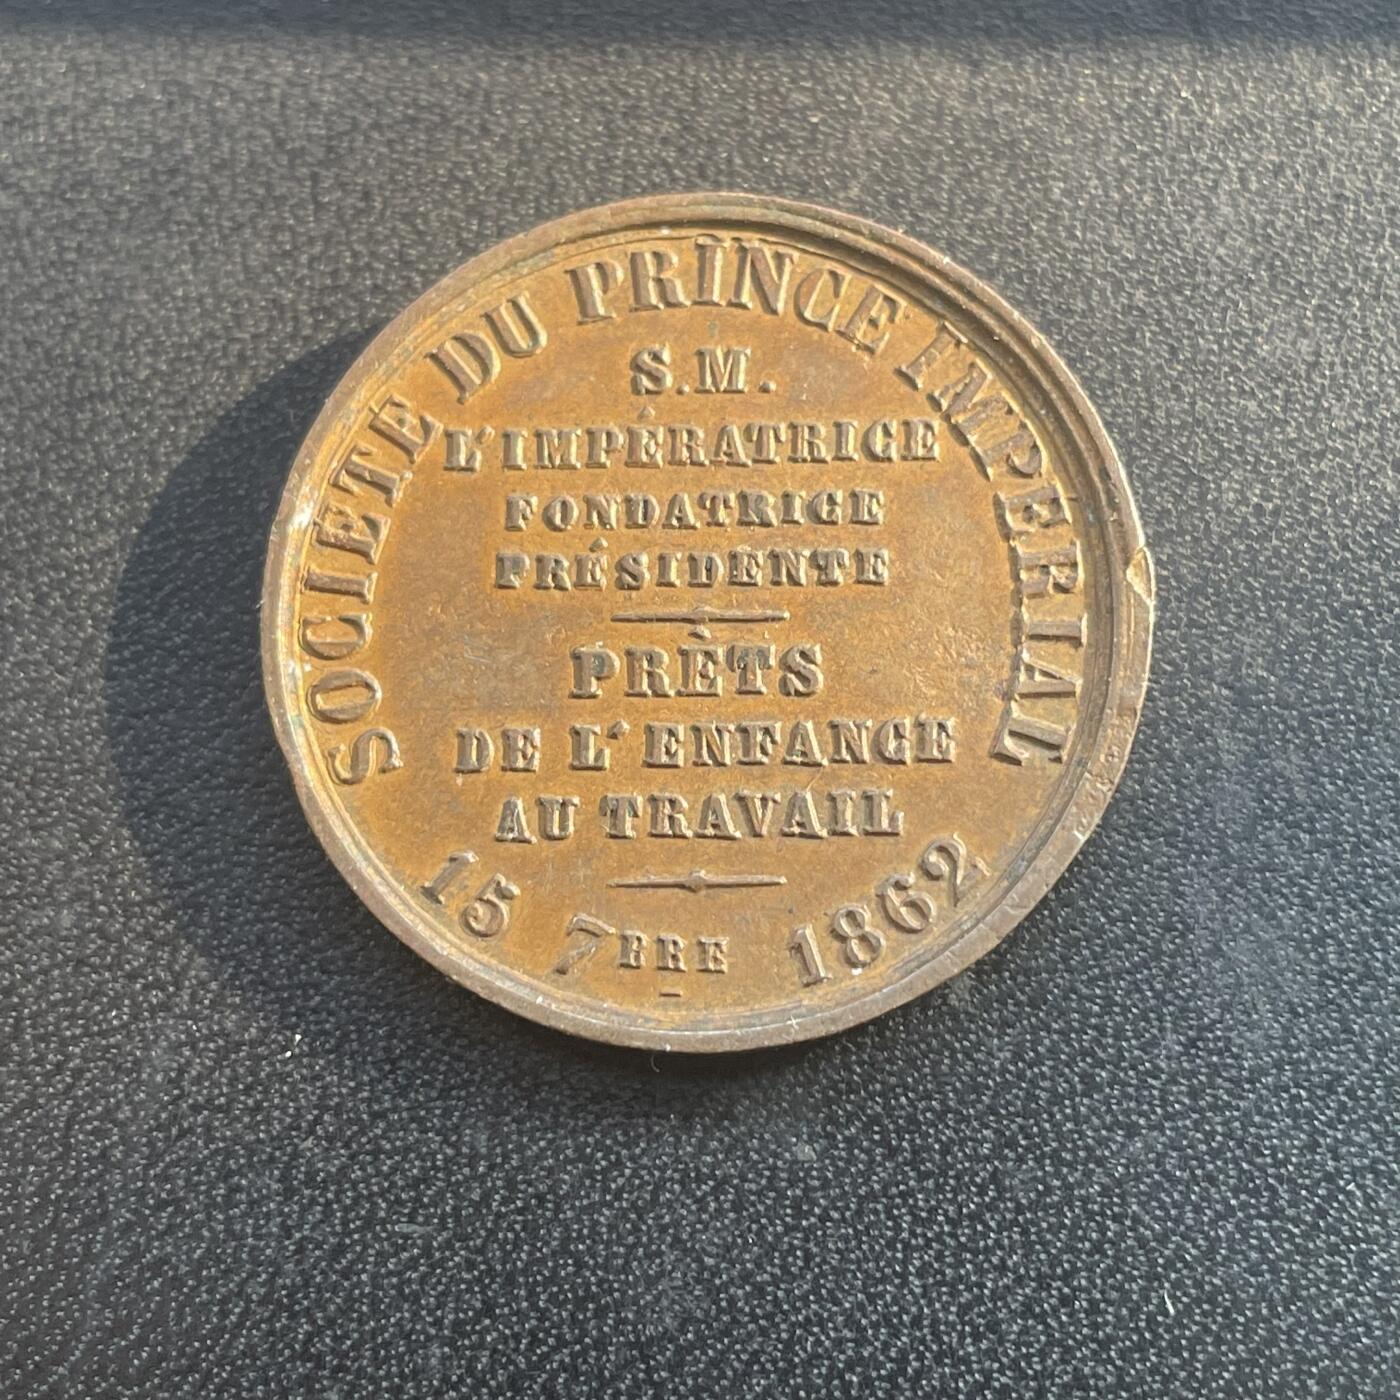 SOCIETE DU PRINCE IMPERIAL
S.M.
L'IMPÉRATRICE
FONDATRICE
PRÉSIDENTE
PRÊTS
DE L'ENFANCE
AU TRAVAIL
15 7BRE 1862